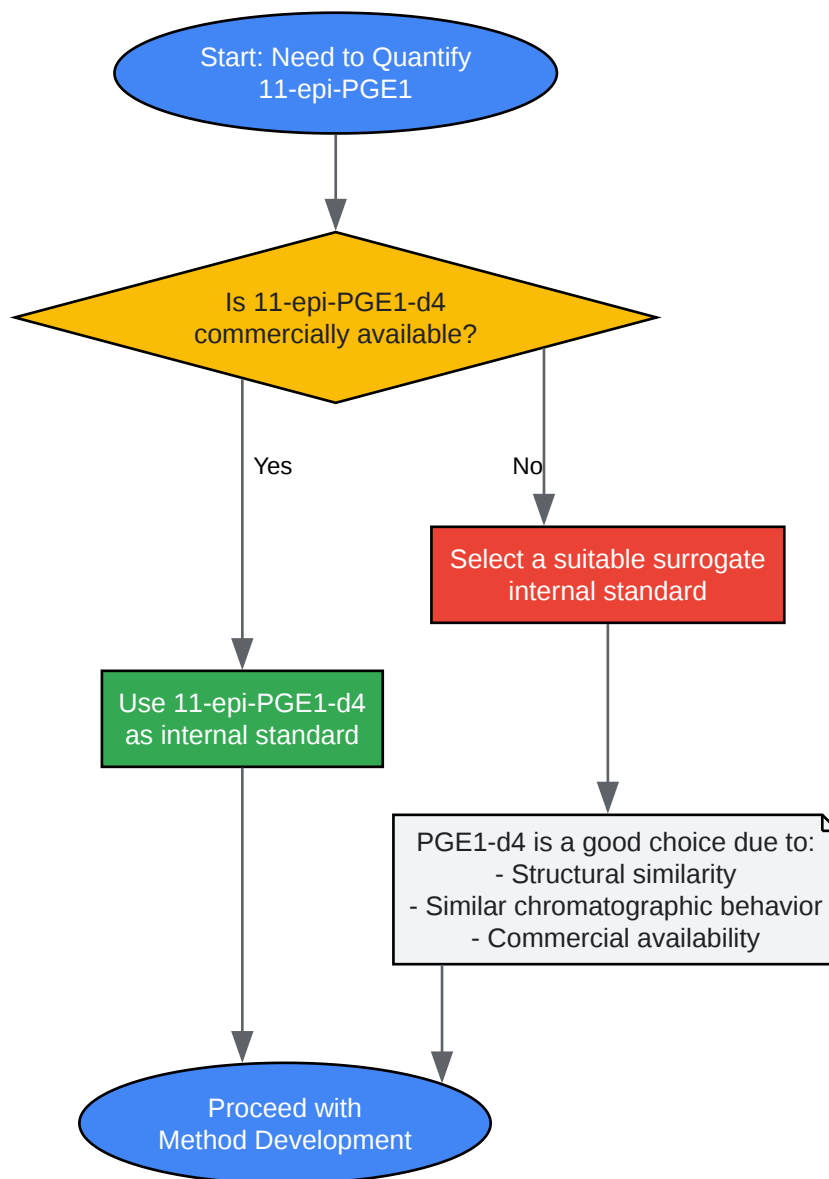 Start: Need to Quantify
11-epi-PGE1
Is 11-epi-PGE1-d4
commercially available?
Yes
No
Select a suitable surrogate
internal standard
Use 11-epi-PGE1-d4
as internal standard
PGE1-d4 is a good choice due to:
- Structural similarity
- Similar chromatographic behavior
- Commercial availability
Proceed with
Method Development